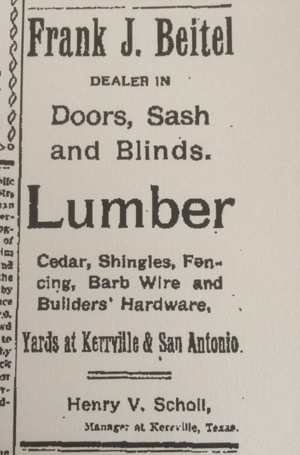 Frank J. Beitel
DEALER IN
Doors, Sash
and Blinds.
Lumber
Cedar, Shingles, Fen-
cing, Barb Wire and
Builders' Hardware,
Yards at Kerrville & San Antonio.
Henry V. Scholl,
Manager at Kerrville, Texas.